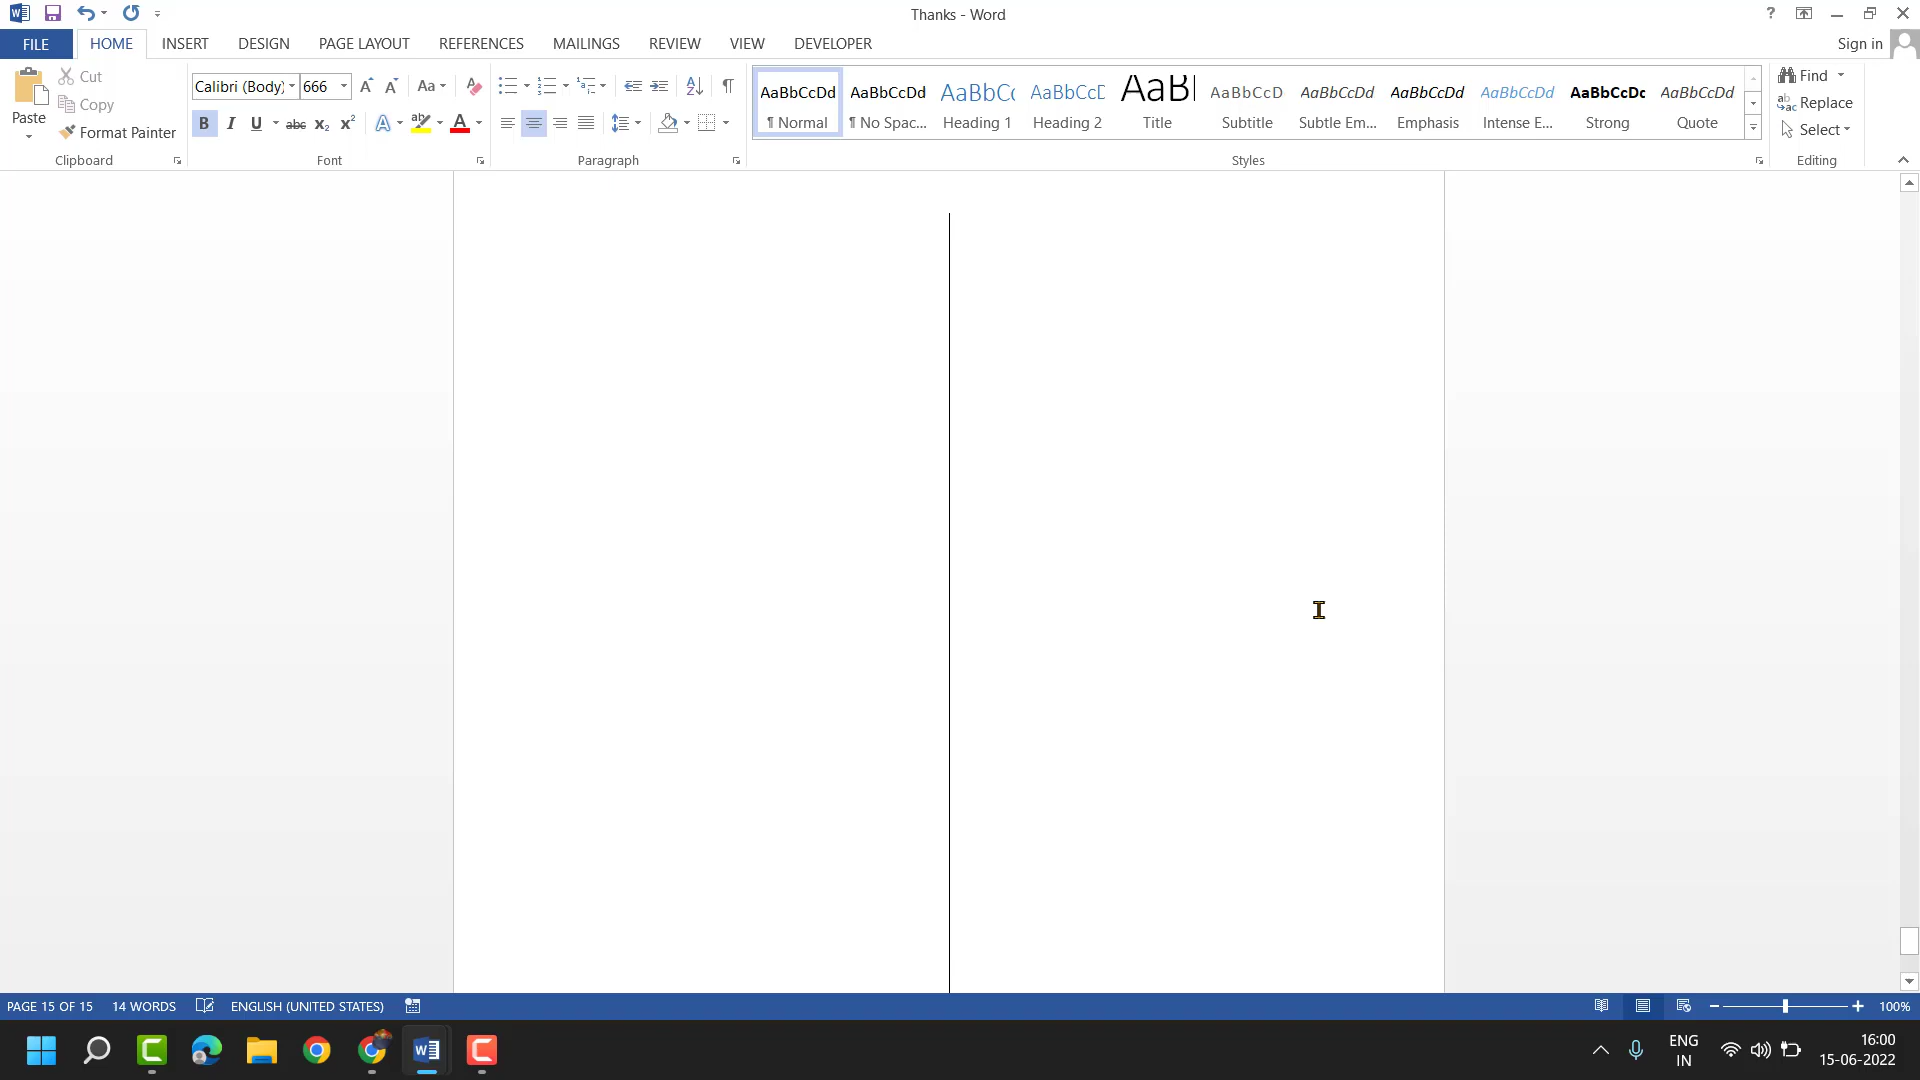 Thanks - Word
FILE HOME INSERT DESIGN PAGE LAYOUT REFERENCES MAILINGS REVIEW VIEW DEVELOPER Sign in
Paste
Cut
Copy
Format Painter
Clipboard
Calibri (Body) 666
Font
Paragraph
AaBbCcDd AaBbCcDd AaBbCc AaBbCcD AaBl AaBbCcD AaBbCcDd AaBbCcDd AaBbCcDd AaBbCcDc AaBbCcDd
¶ Normal ¶ No Spac... Heading 1 Heading 2 Title Subtitle Subtle Em... Emphasis Intense E... Strong Quote
Styles
Find
Replace
Select
Editing
PAGE 15 OF 15 14 WORDS ENGLISH (UNITED STATES) 100%
ENG
IN
16:00
15-06-2022